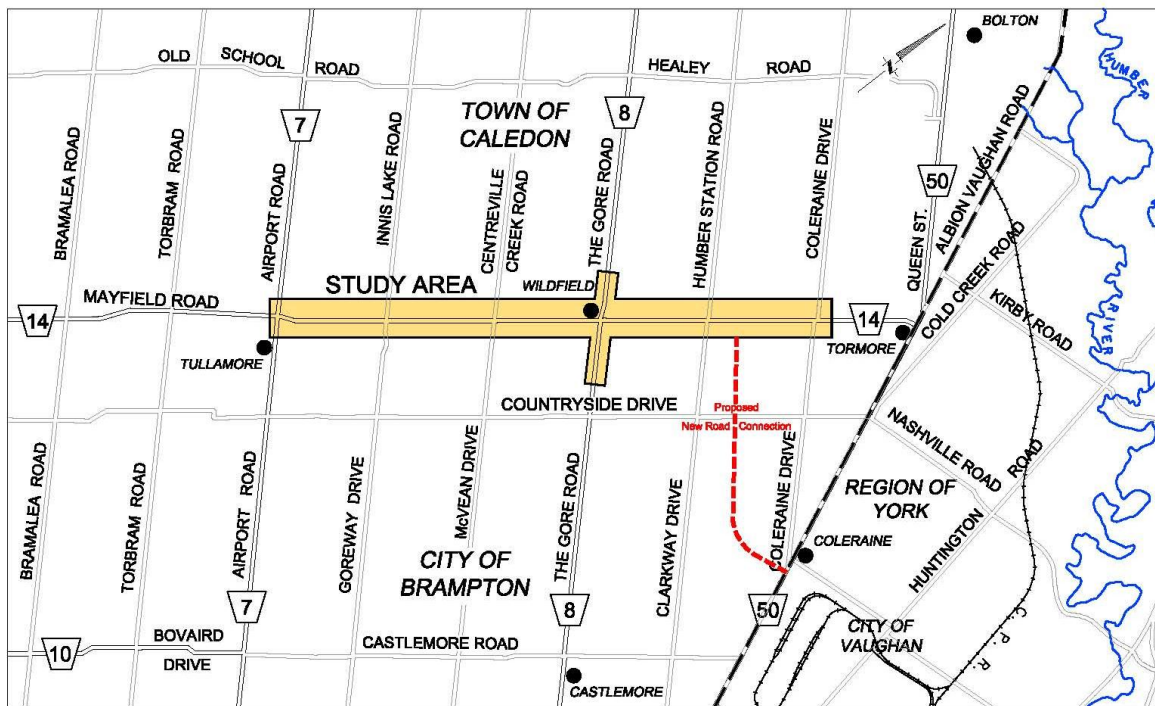 BOLTON
OLD SCHOOL ROAD
HEALEY ROAD
N
HUMBER
RIVER
TOWN OF
CALEDON
7
8
50
BRAMALEA ROAD
TORBRAM ROAD
AIRPORT ROAD
INNIS LAKE ROAD
CENTREVILLE
CREEK ROAD
THE GORE ROAD
HUMBER STATION ROAD
COLERAINE DRIVE
QUEEN ST.
ALBION VAUGHAN ROAD
COLD CREEK ROAD
KIRBY ROAD
STUDY AREA
WILDFIELD
MAYFIELD ROAD
14
14
TULLAMORE
TORMORE
COUNTRYSIDE DRIVE
Proposed
New Road Connection
NASHVILLE ROAD
HUNTINGTON ROAD
REGION OF
YORK
BRAMALEA ROAD
TORBRAM ROAD
AIRPORT ROAD
GOREWAY DRIVE
McVEAN DRIVE
THE GORE ROAD
CLARKWAY DRIVE
COLERAINE DRIVE
COLERAINE
CITY OF
BRAMPTON
7
8
50
CITY OF
VAUGHAN
C. P. R.
10
BOVAIRD
DRIVE
CASTLEMORE ROAD
CASTLEMORE